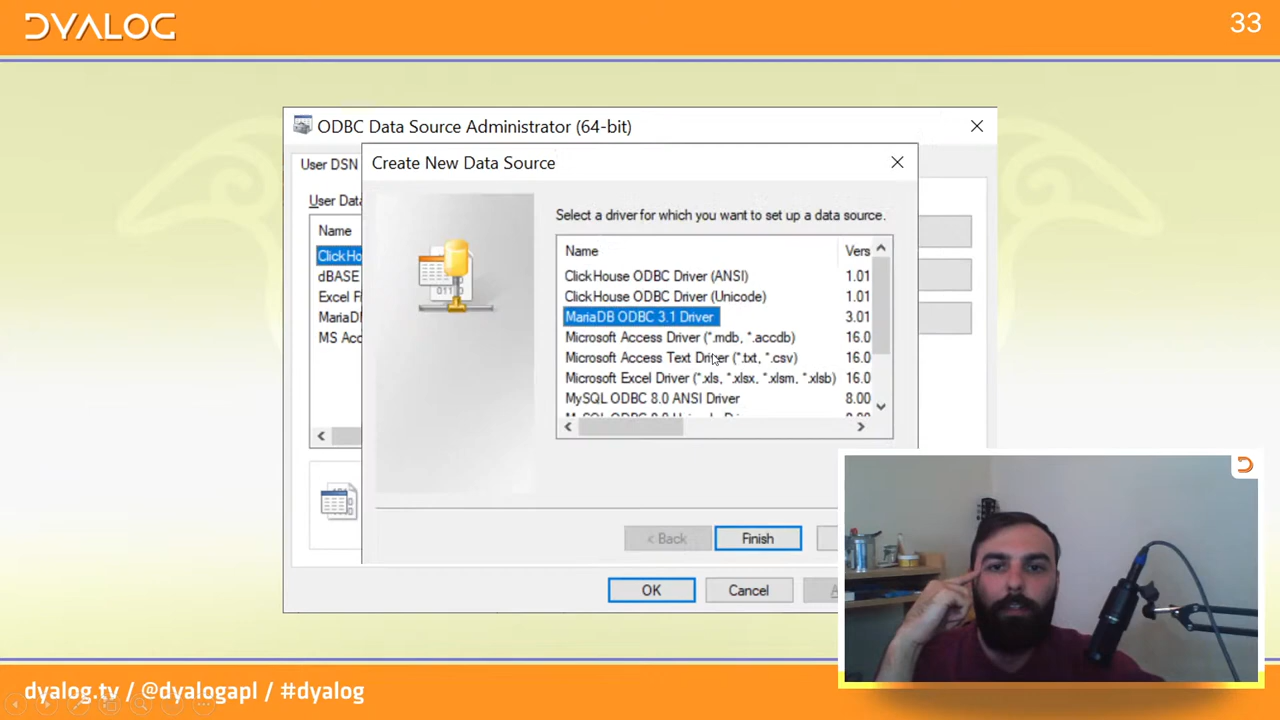 DYALOG
33
ODBC Data Source Administrator (64-bit)
User DSN
Create New Data Source
User Data
Name
ClickHo
dBASE
Excel Fi
MariaDB
MS Acc
Select a driver for which you want to set up a data source.
Name Vers
ClickHouse ODBC Driver (ANSI) 1.01
ClickHouse ODBC Driver (Unicode) 1.01
MariaDB ODBC 3.1 Driver 3.01
Microsoft Access Driver (*.mdb, *.accdb) 16.0
Microsoft Access Text Driver (*.txt, *.csv) 16.0
Microsoft Excel Driver (*.xls, *.xlsx, *.xlsm, *.xlsb) 16.0
MySQL ODBC 8.0 ANSI Driver 8.00
< Back
Finish
OK
Cancel
dyalog.tv / @dyalogapl / #dyalog